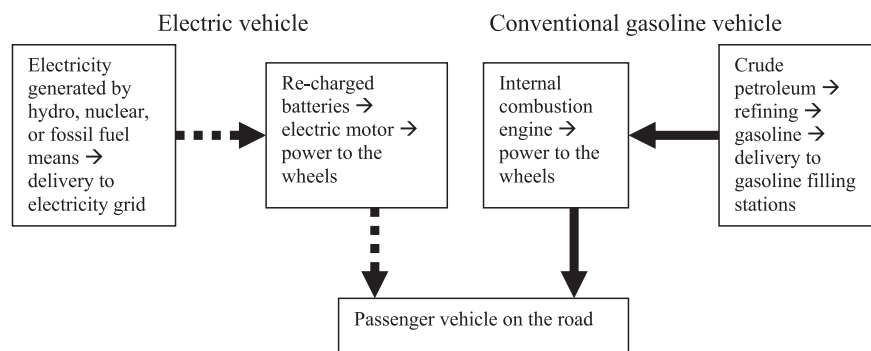 Electric vehicle
Conventional gasoline vehicle
Electricity
generated by
hydro, nuclear,
or fossil fuel
means →
delivery to
electricity grid
Re-charged
batteries →
electric motor →
power to the
wheels
Internal
combustion
engine →
power to the
wheels
Crude
petroleum →
refining →
gasoline →
delivery to
gasoline filling
stations
Passenger vehicle on the road